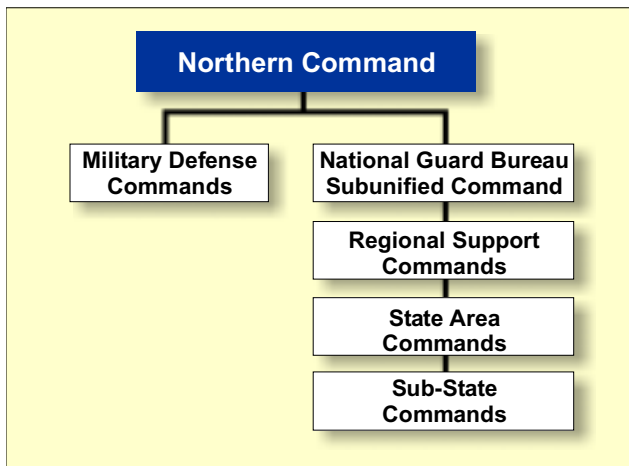 Northern Command
Military Defense
Commands
National Guard Bureau
Subunified Command
Regional Support
Commands
State Area
Commands
Sub-State
Commands